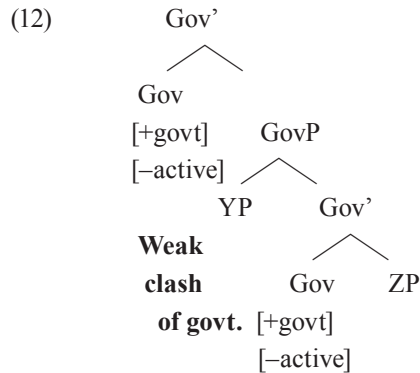 (12) Gov’
Gov
[+govt] GovP
[–active]
YP Gov’
Weak
clash Gov ZP
of govt. [+govt]
[–active]